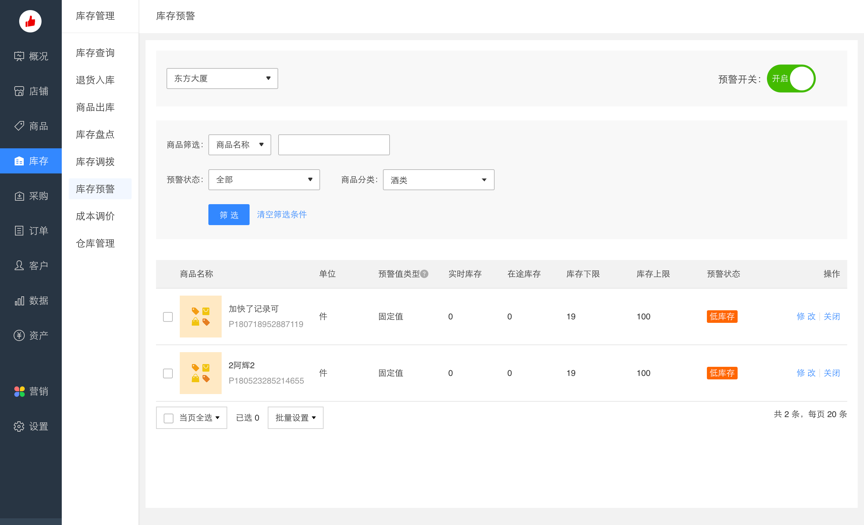 库存管理
库存预警
概况
店铺
商品
库存
采购
订单
客户
数据
资产
营销
设置
库存查询
退货入库
商品出库
库存盘点
库存调拨
库存预警
成本调价
仓库管理
东方大厦
预警开关：
开启
商品筛选：
商品名称
预警状态：
全部
商品分类：
酒类
筛 选
清空筛选条件
商品名称 单位 预警值类型? 实时库存 在途库存 库存下限 库存上限 预警状态 操作
加快了记录可
P180718952887119
件 固定值 0 0 19 100 低库存 修 改 关闭
2阿辉2
P180523285214655
件 固定值 0 0 19 100 低库存 修 改 关闭
当页全选 已选 0 批量设置
共 2 条，每页 20 条